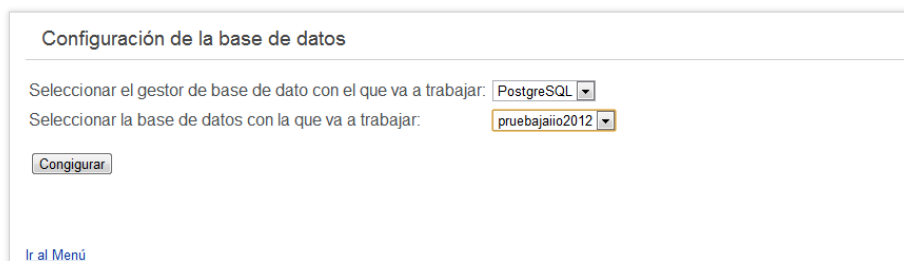 Configuración de la base de datos
Seleccionar el gestor de base de dato con el que va a trabajar: PostgreSQL
Seleccionar la base de datos con la que va a trabajar: pruebajaiio2012
Congigurar
Ir al Menú